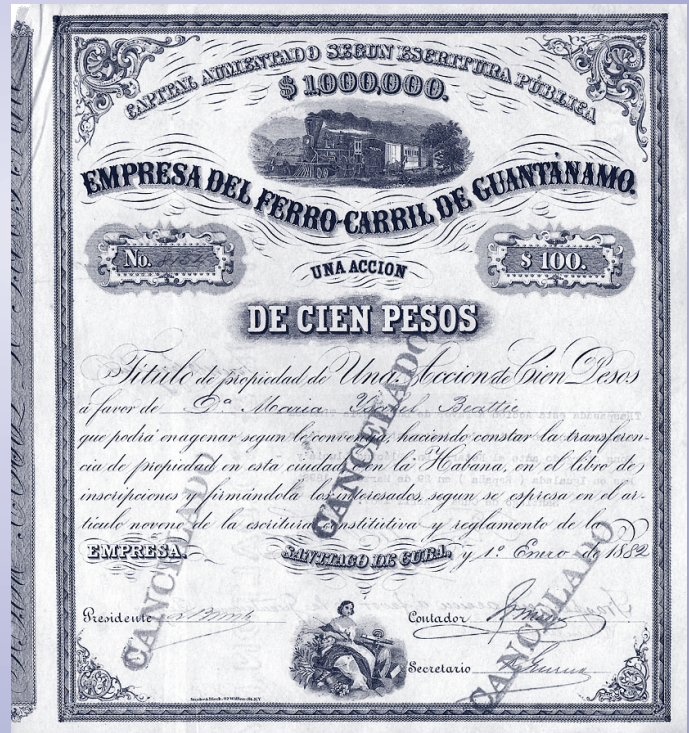 CAPITAL AUMENTADO SEGUN ESCRITURA PÚBLICA
$ 1.000,000.
EMPRESA DEL FERRO-CARRIL DE GUANTÁNAMO.
No.
$ 100.
UNA ACCION
DE CIEN PESOS
Titulo de propiedad de Una Accion de Cien Pesos
á favor de Dª Maria Ysabel Beattie
que podrá enagenar segun le convenga, haciendo constar la transferen-
cia de propiedad en esta ciudad ó en la Habana, en el libro de
inscripciones y firmándola los interesados, segun se espresa en el ar-
tículo noveno de la escritura constitutiva y reglamento de la
EMPRESA. SANTIAGO DE CUBA, y 1º Enero de 1882
Presidente
Contador
Secretario
CANCELADO
CANCELADO
CANCELADO